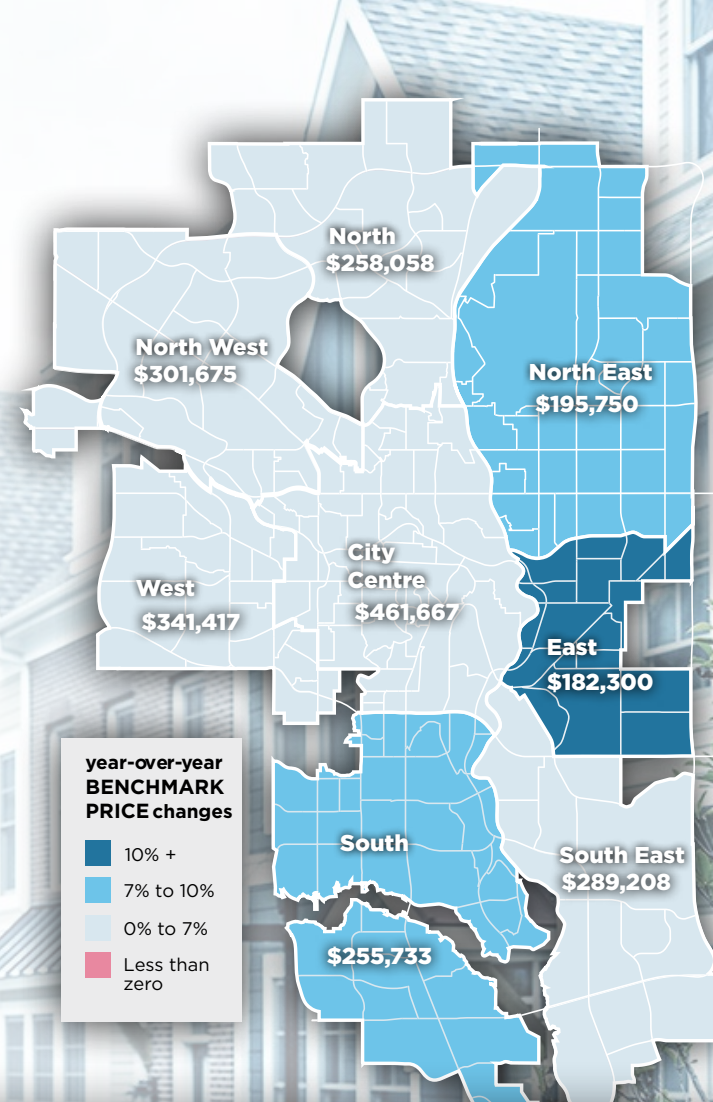 North
$258,058
North West
$301,675
North East
$195,750
City
Centre
$461,667
West
$341,417
East
$182,300
year-over-year
BENCHMARK
PRICE changes
10% +
7% to 10%
0% to 7%
Less than
zero
South
$255,733
South East
$289,208